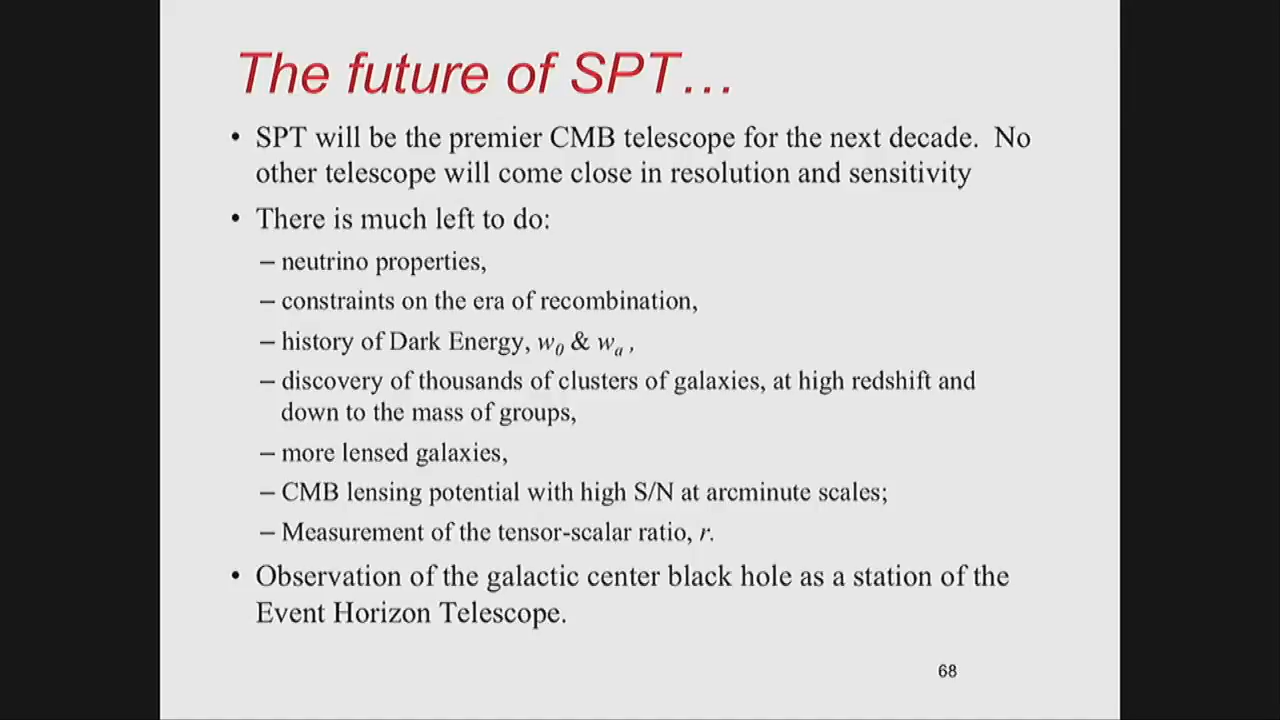 The future of SPT…
• SPT will be the premier CMB telescope for the next decade.  No
other telescope will come close in resolution and sensitivity
• There is much left to do:
– neutrino properties,
– constraints on the era of recombination,
– history of Dark Energy, w₀ & wₐ ,
– discovery of thousands of clusters of galaxies, at high redshift and
down to the mass of groups,
– more lensed galaxies,
– CMB lensing potential with high S/N at arcminute scales;
– Measurement of the tensor-scalar ratio, r.
• Observation of the galactic center black hole as a station of the
Event Horizon Telescope.
68